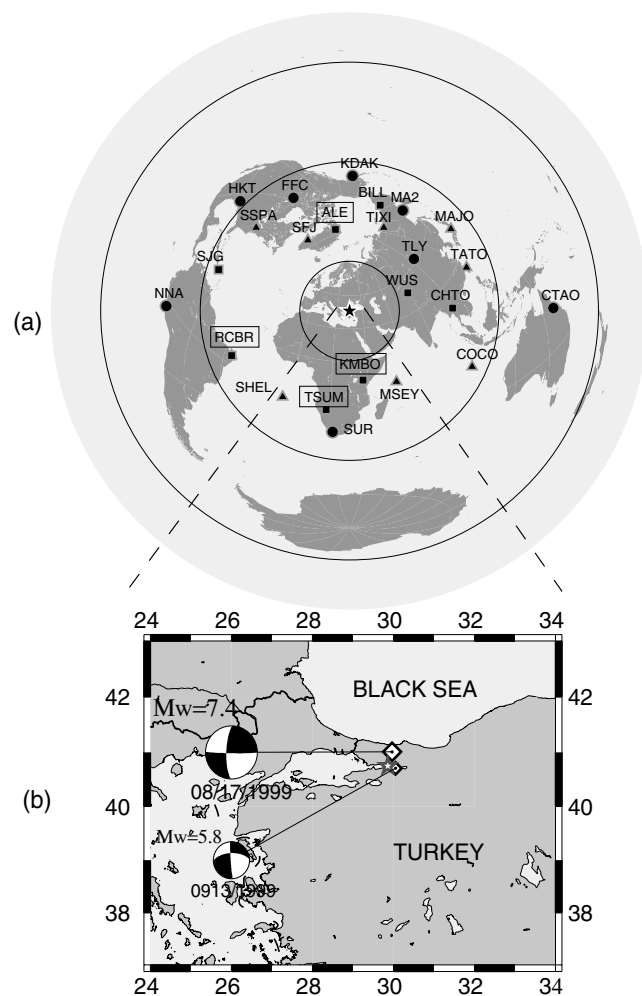 KDAK
HKT FFC BILL MA2
SSPA ALE TIXI MAJO
SFJ
TLY TATO
SJG
WUS CHTO
NNA CTAO
(a)
RCBR
KMBO COCO
SHEL TSUM MSEY
SUR
24 26 28 30 32 34
42 Mw=7.4 BLACK SEA 42
08/17/1999
(b) 40 40
Mw=5.8
TURKEY
0913/1999
38 38
24 26 28 30 32 34